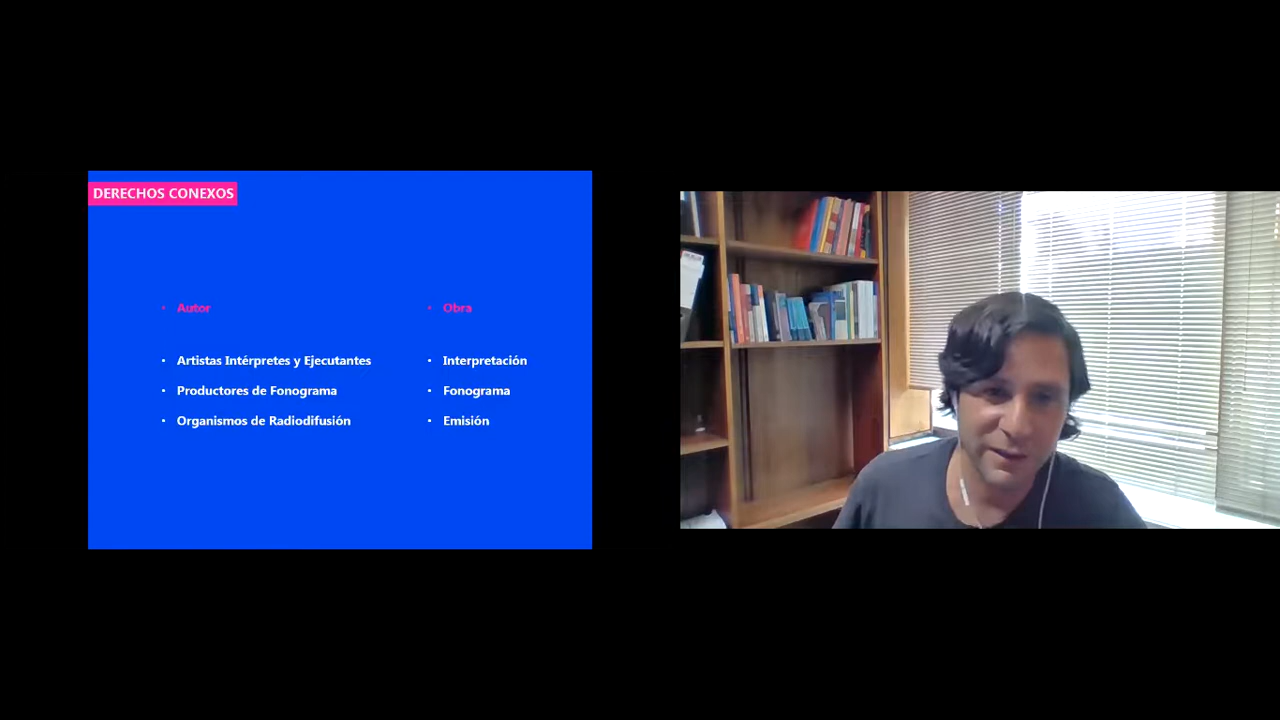 DERECHOS CONEXOS
• Autor
• Obra
• Artistas Intérpretes y Ejecutantes
• Interpretación
• Productores de Fonograma
• Fonograma
• Organismos de Radiodifusión
• Emisión